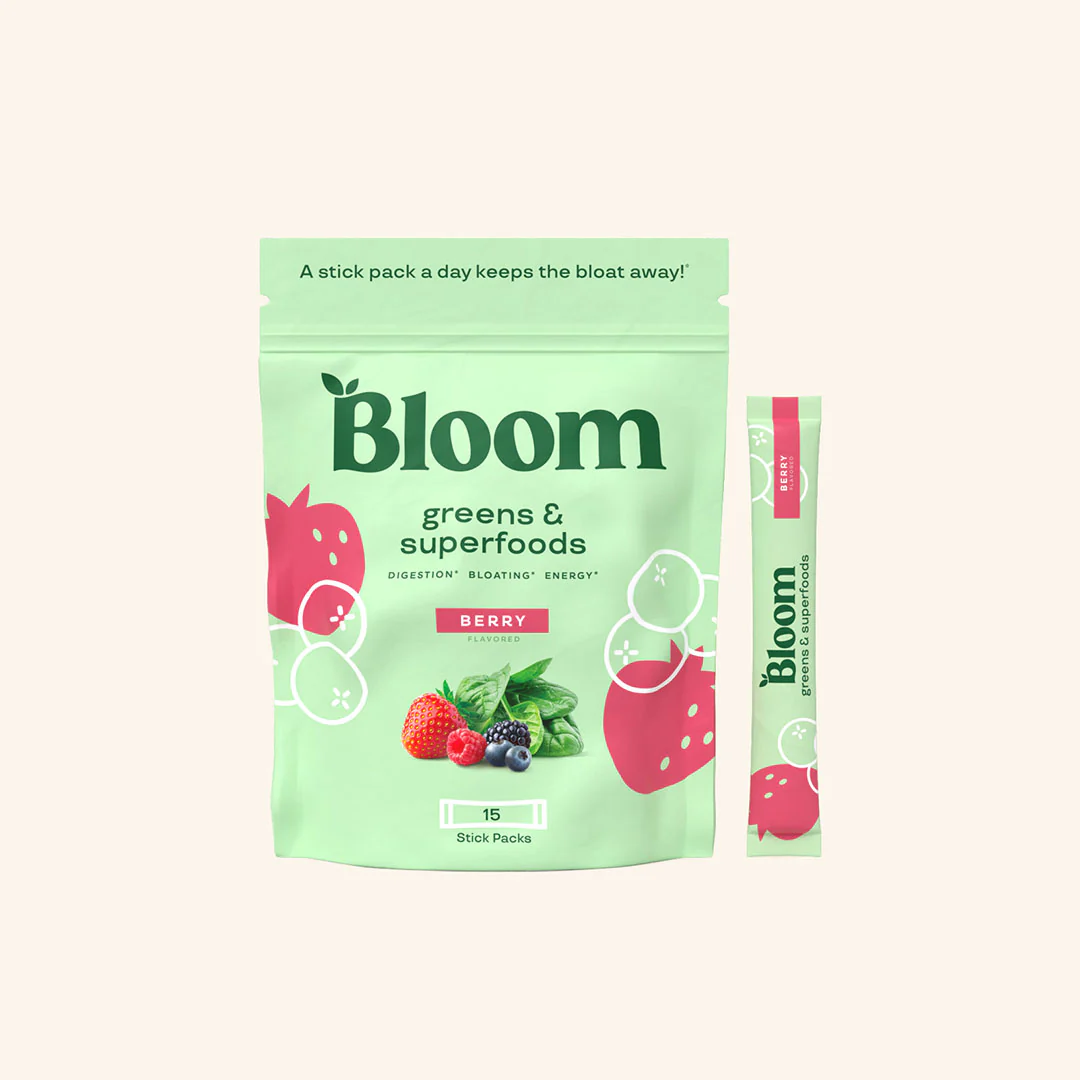 A stick pack a day keeps the bloat away!*
Bloom
greens &
superfoods
DIGESTION* BLOATING* ENERGY*
BERRY
FLAVORED
15
Stick Packs
BERRY
FLAVORED
Bloom
greens & superfoods